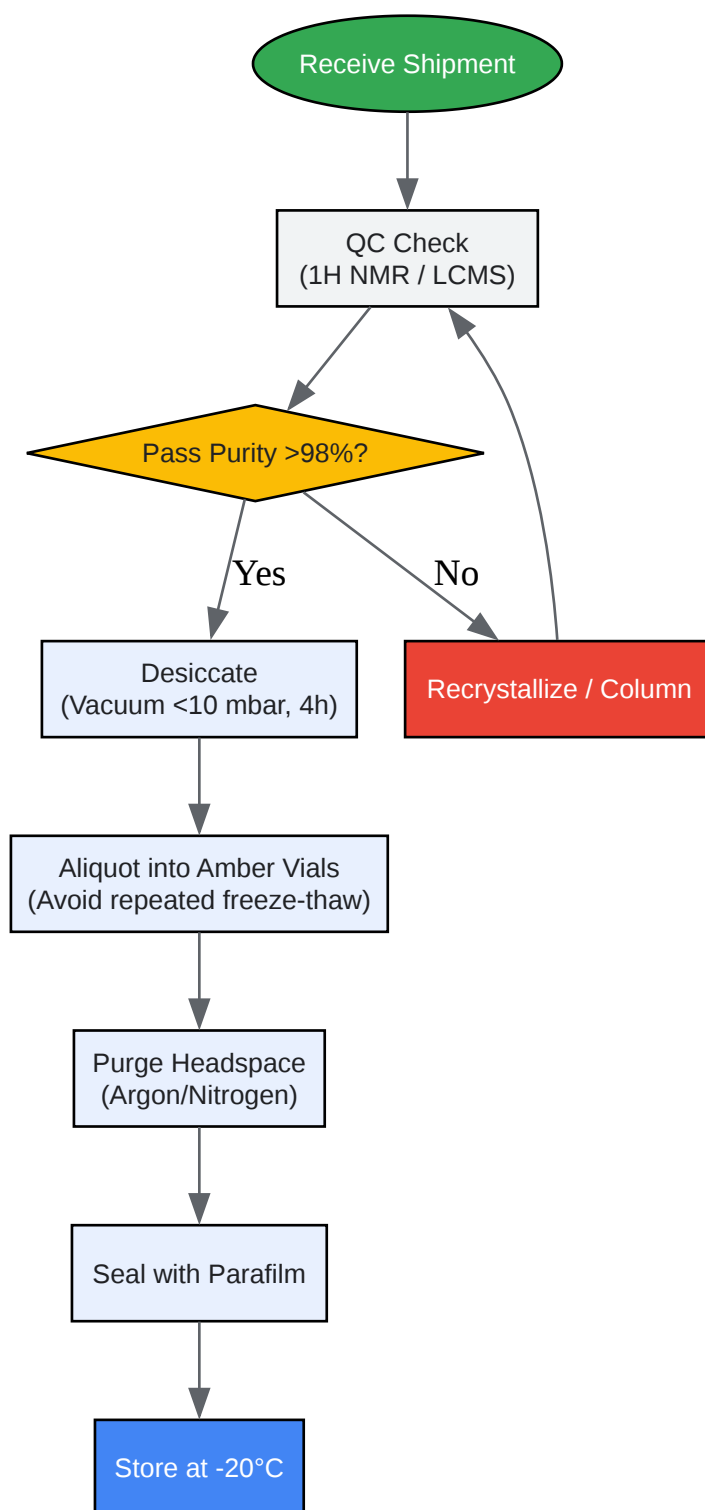 Receive Shipment
QC Check
(1H NMR / LCMS)
Pass Purity >98%?
Yes
No
Desiccate
(Vacuum <10 mbar, 4h)
Recrystallize / Column
Aliquot into Amber Vials
(Avoid repeated freeze-thaw)
Purge Headspace
(Argon/Nitrogen)
Seal with Parafilm
Store at -20°C